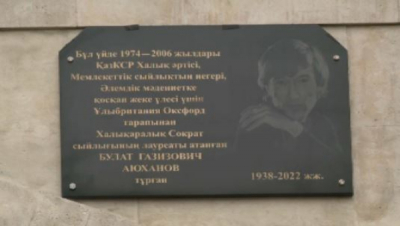 Бұл үйде 1974—2006 жылдары
ҚазКСР Халық әртісі,
Мемлекеттік сыйлықтың иегері,
Әлемдік мәдениетке
қосқан жеке үлесі үшін
Ұлыбритания Оксфорд
тарапынан
Халықаралық Сократ
сыйлығының лауреаты атанған
БУЛАТ ГАЗИЗОВИЧ
АЮХАНОВ
тұрған
1938-2022 жж.